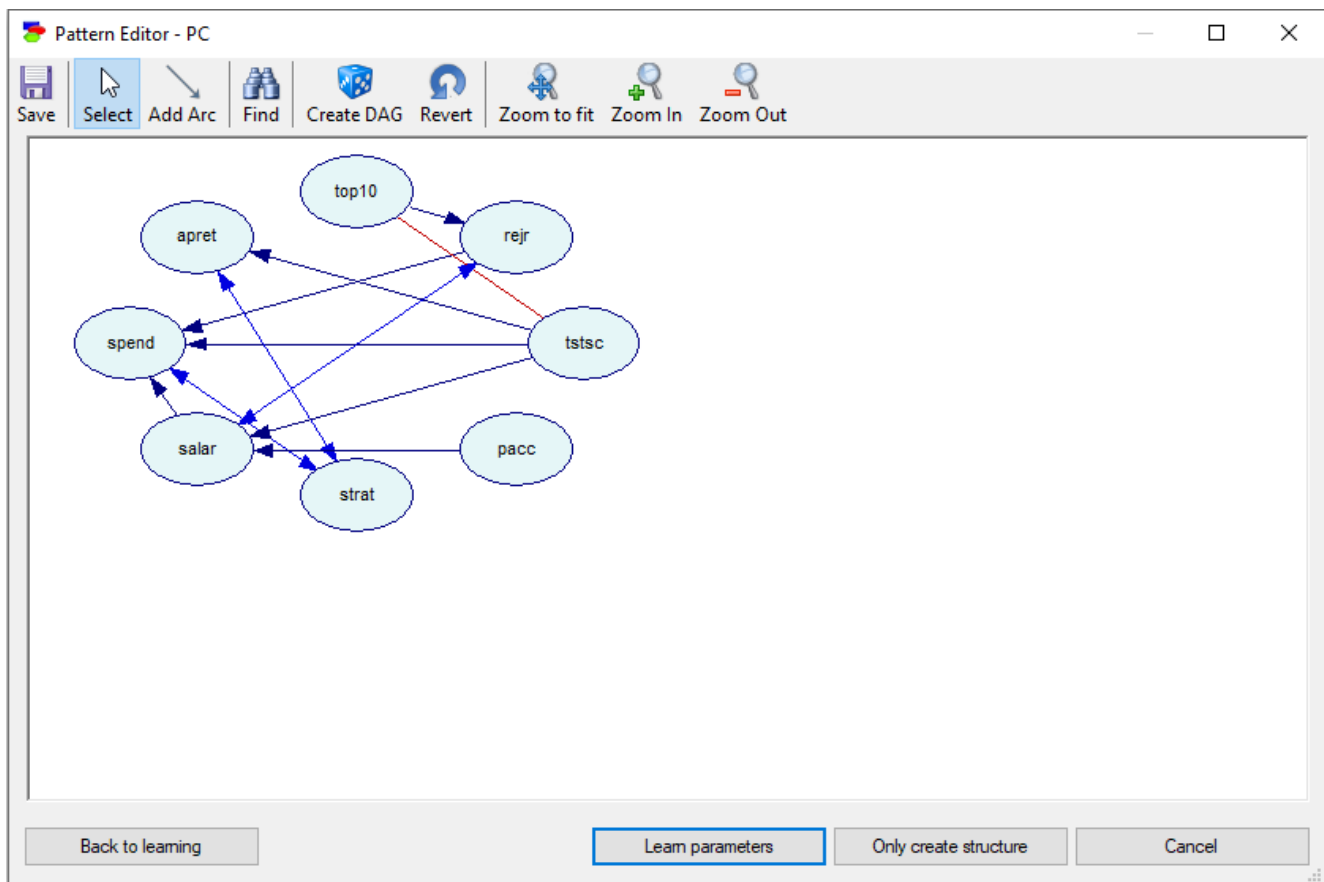 Pattern Editor - PC
Save Select Add Arc Find Create DAG Revert Zoom to fit Zoom In Zoom Out
top10
apret rejr
spend tstsc
salar pacc
strat
Back to learning Learn parameters Only create structure Cancel